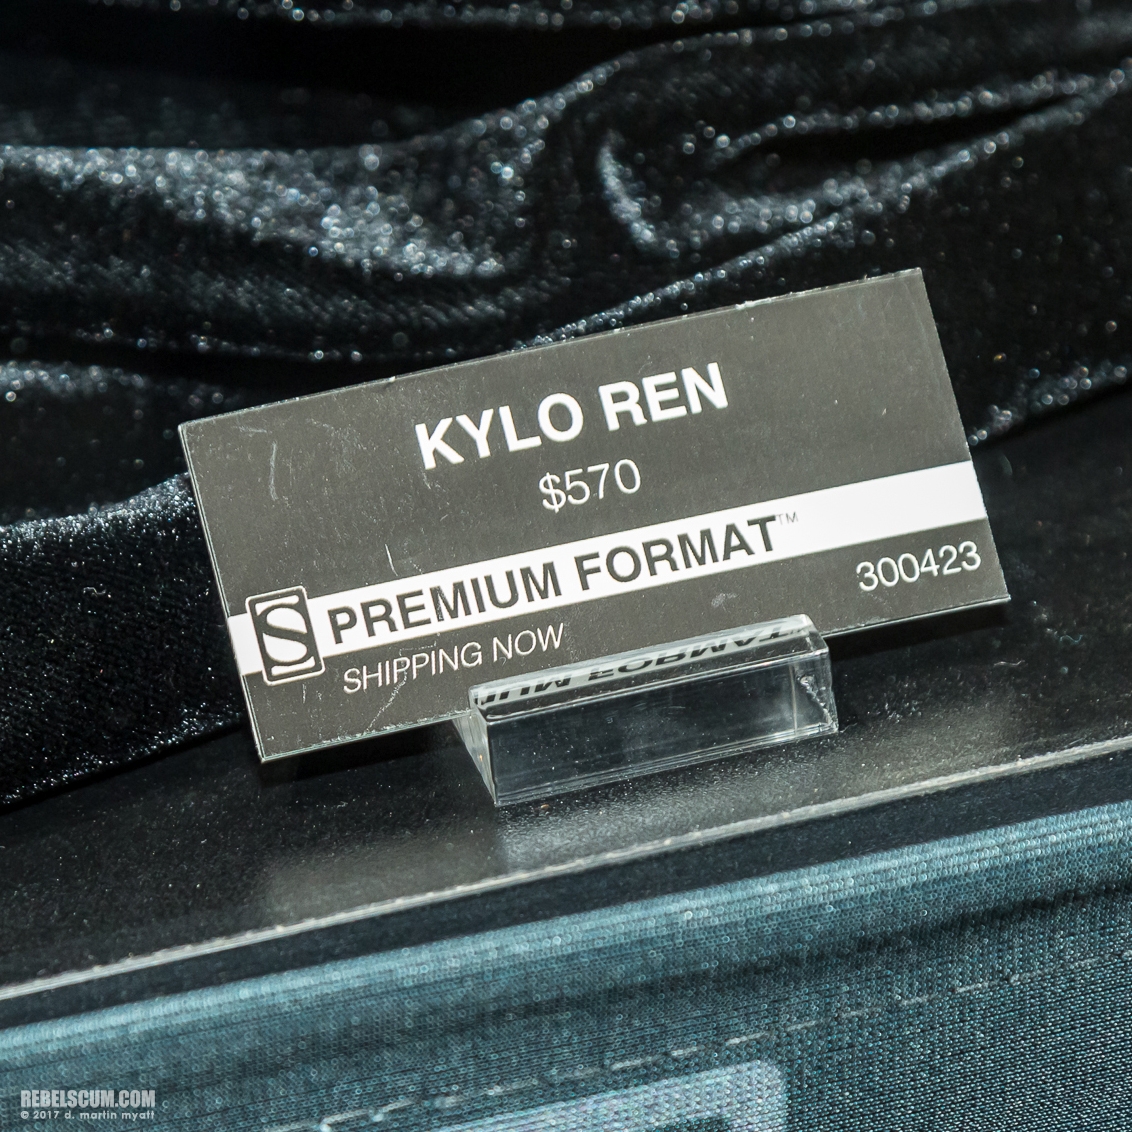 KYLO REN
$570
PREMIUM FORMAT™
SHIPPING NOW
300423
REBELSCUM.COM
© 2017 d. martin myatt